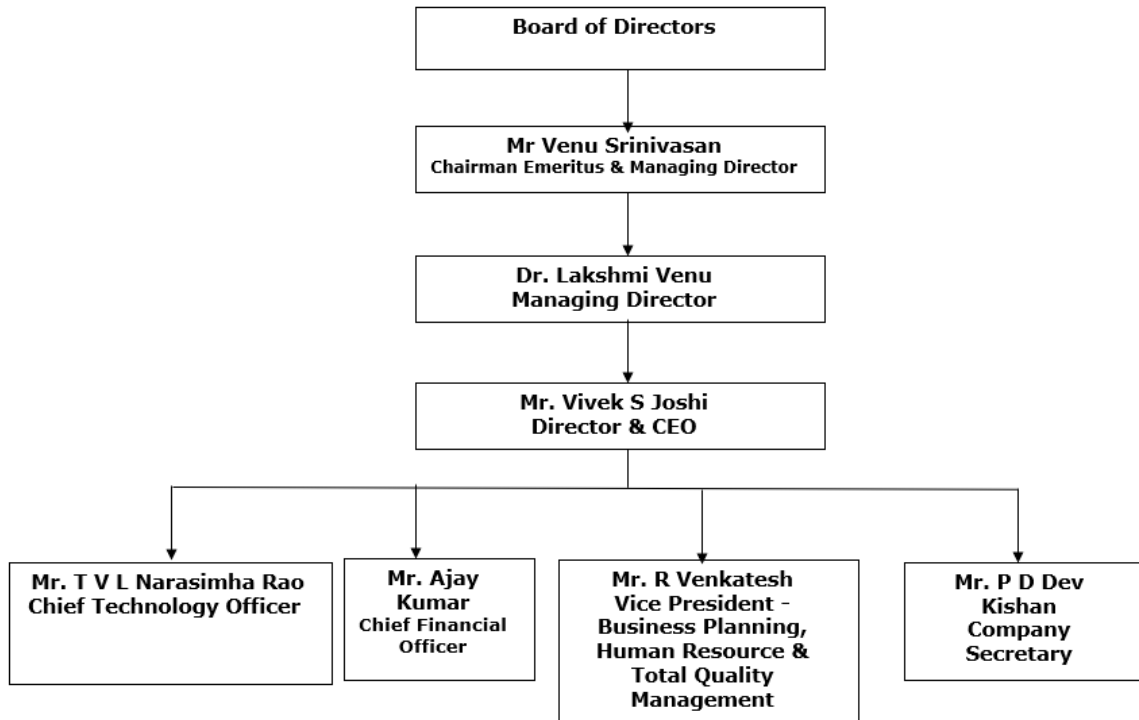 Board of Directors
Mr Venu Srinivasan
Chairman Emeritus & Managing Director
Dr. Lakshmi Venu
Managing Director
Mr. Vivek S Joshi
Director & CEO
Mr. T V L Narasimha Rao
Chief Technology Officer
Mr. Ajay
Kumar
Chief Financial
Officer
Mr. R Venkatesh
Vice President -
Business Planning,
Human Resource &
Total Quality
Management
Mr. P D Dev
Kishan
Company
Secretary